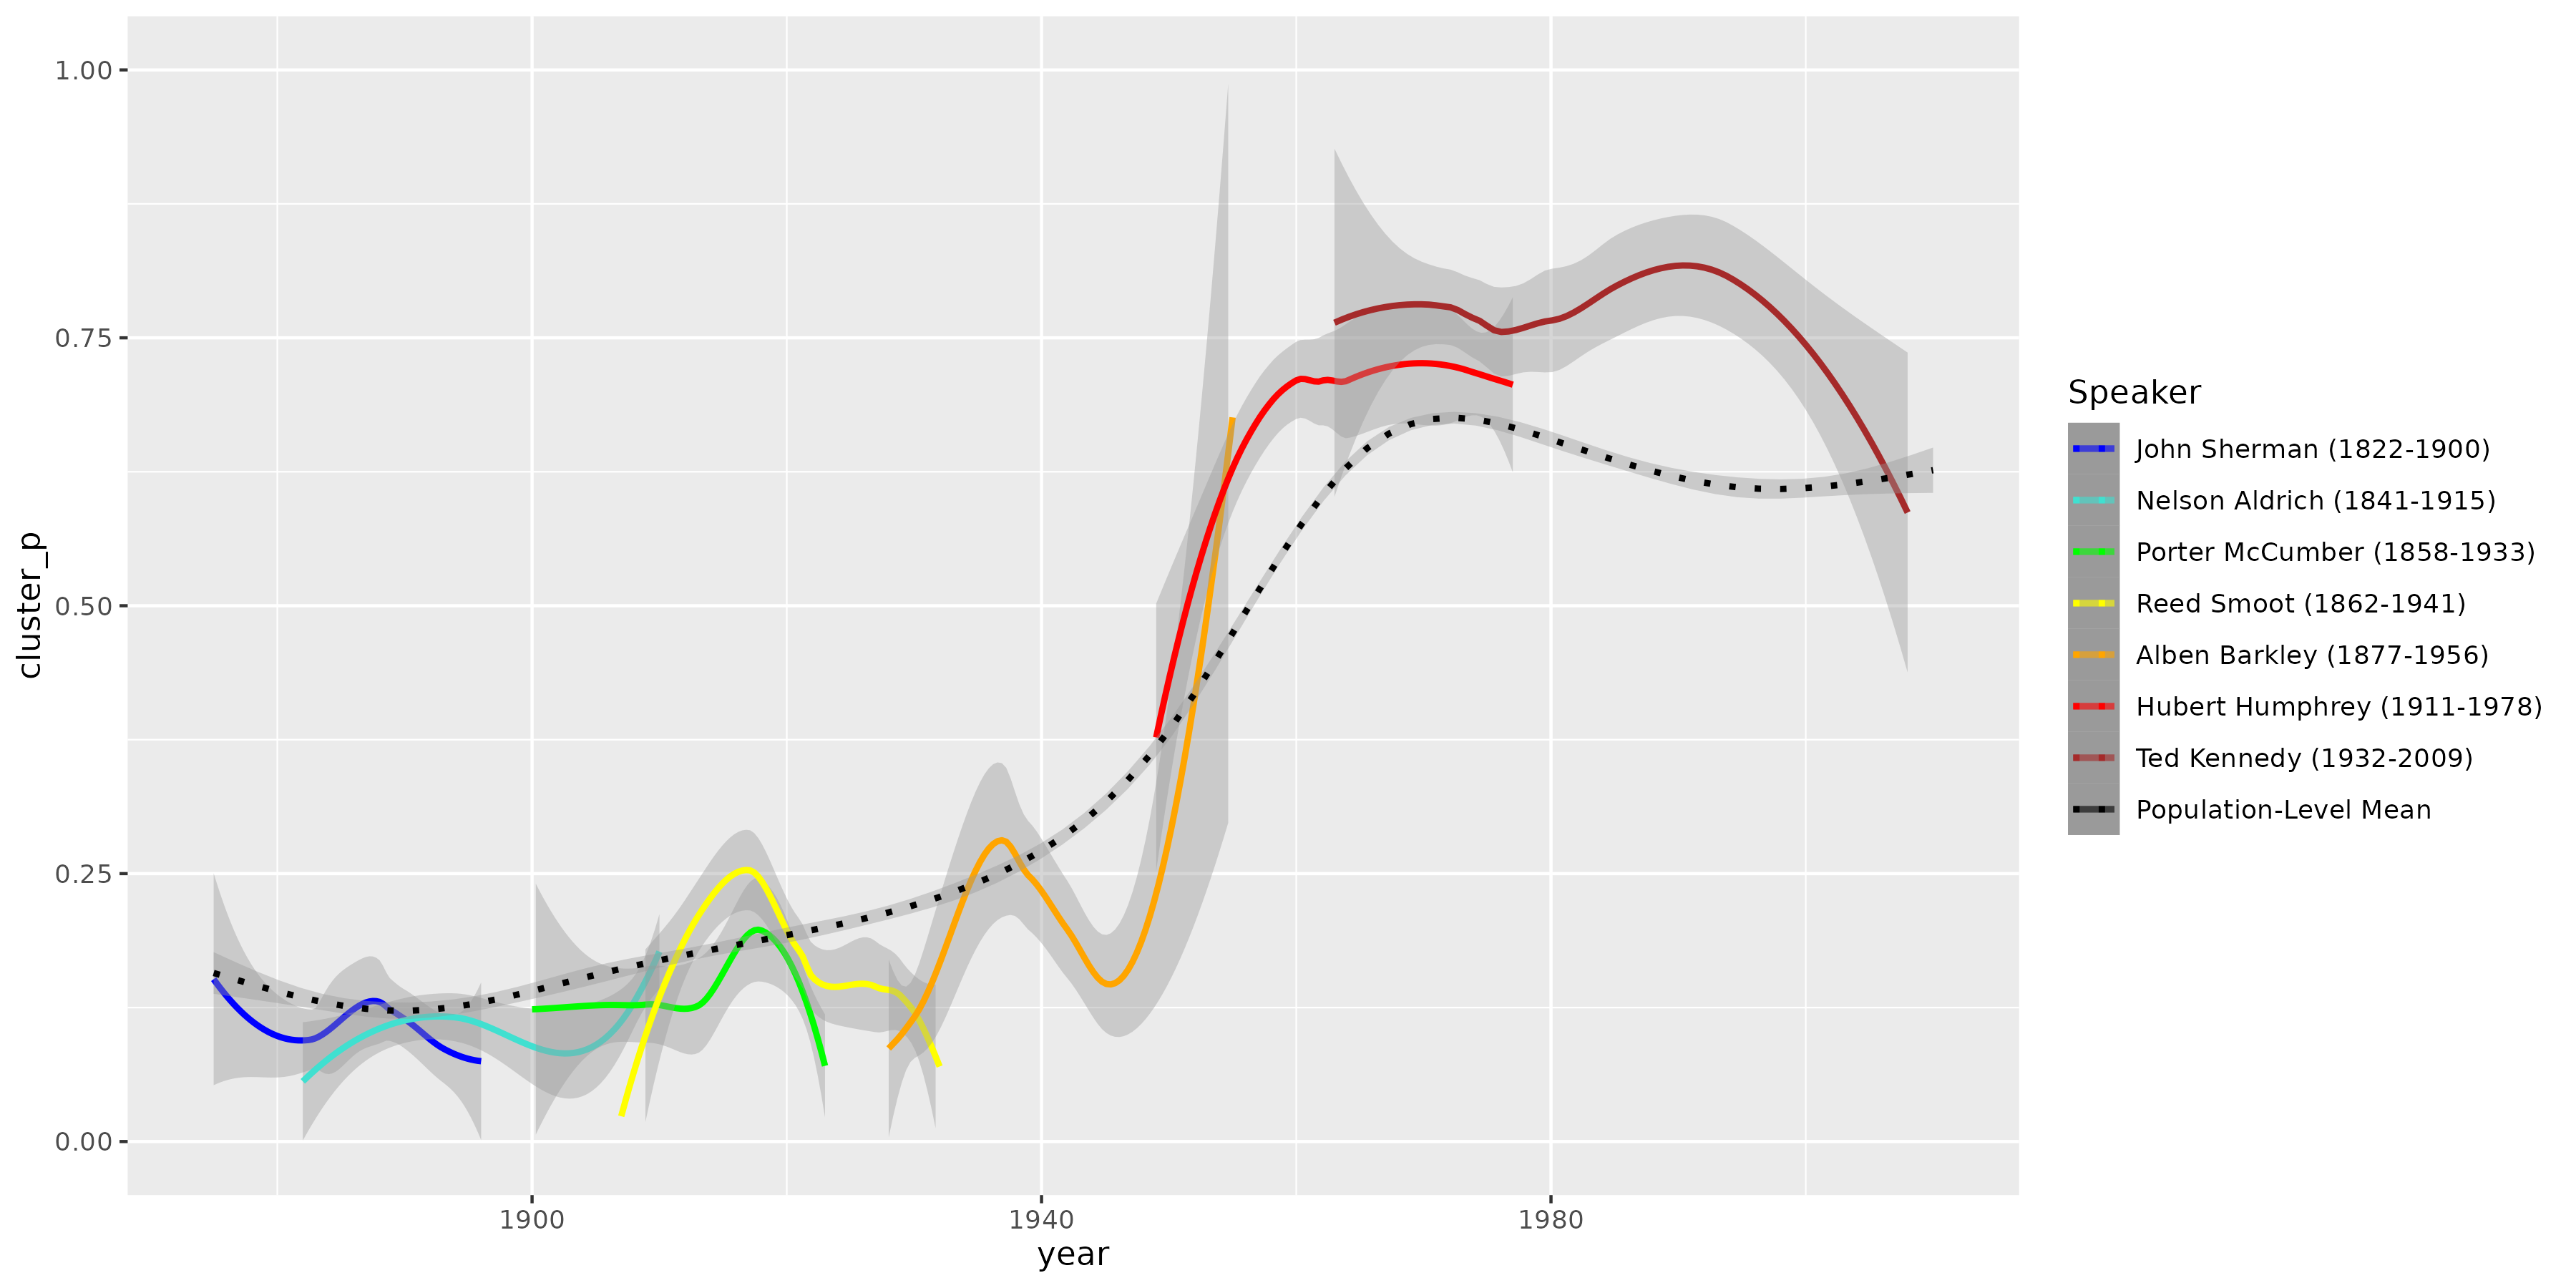 1.00
0.75
0.50
0.25
0.00
cluster_p
1900
1940
1980
year
Speaker
John Sherman (1822-1900)
Nelson Aldrich (1841-1915)
Porter McCumber (1858-1933)
Reed Smoot (1862-1941)
Alben Barkley (1877-1956)
Hubert Humphrey (1911-1978)
Ted Kennedy (1932-2009)
Population-Level Mean